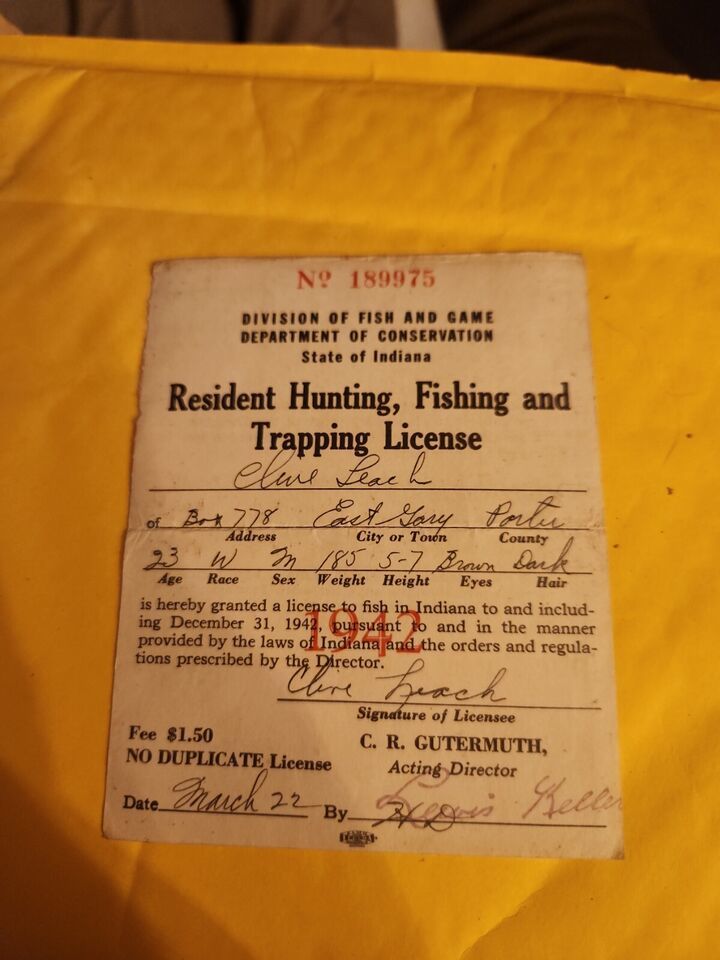 Nº 189975
DIVISION OF FISH AND GAME
DEPARTMENT OF CONSERVATION
State of Indiana
Resident Hunting, Fishing and
Trapping License
Clive Leach
of Box 778 East Gary Porter
Address City or Town County
23 W M 185 5-7 Brown Dark
Age Race Sex Weight Height Eyes Hair
is hereby granted a license to fish in Indiana to and includ-
ing December 31, 1942, pursuant to and in the manner
provided by the laws of Indiana and the orders and regula-
tions prescribed by the Director.
1942
Clive Leach
Signature of Licensee
Fee $1.50
NO DUPLICATE License
C. R. GUTERMUTH,
Acting Director
Date March 22 By Lewis Keller